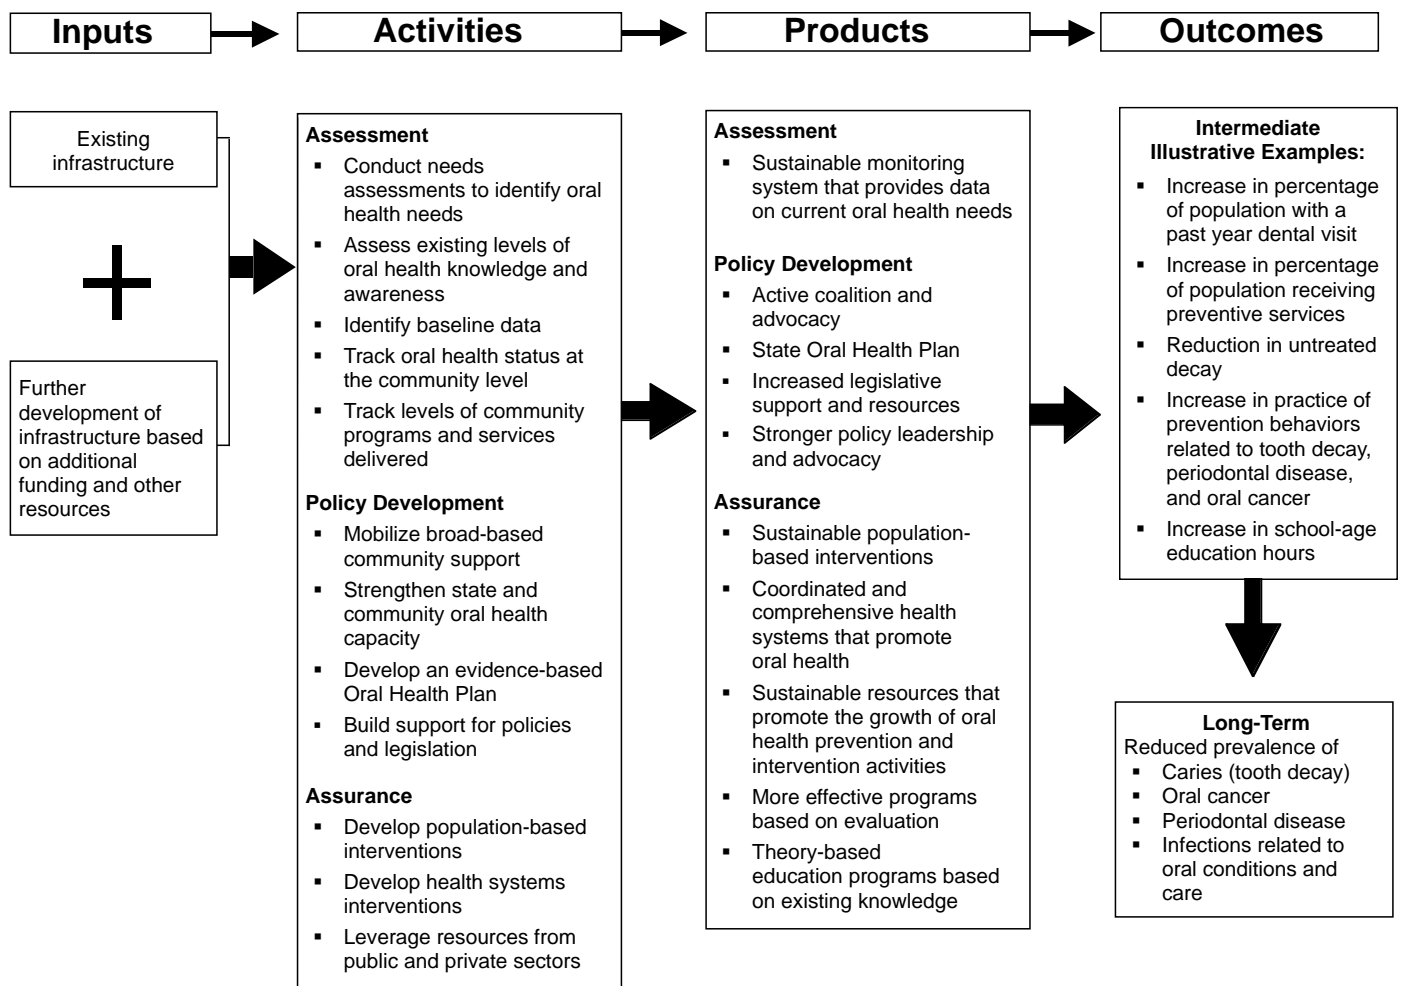 Inputs
Activities
Products
Outcomes
Existing
infrastructure
Further
development of
infrastructure based
on additional
funding and other
resources
Assessment
▪ Conduct needs
assessments to identify oral
health needs
▪ Assess existing levels of
oral health knowledge and
awareness
▪ Identify baseline data
▪ Track oral health status at
the community level
▪ Track levels of community
programs and services
delivered
Policy Development
▪ Mobilize broad-based
community support
▪ Strengthen state and
community oral health
capacity
▪ Develop an evidence-based
Oral Health Plan
▪ Build support for policies
and legislation
Assurance
▪ Develop population-based
interventions
▪ Develop health systems
interventions
▪ Leverage resources from
public and private sectors
Assessment
▪ Sustainable monitoring
system that provides data
on current oral health needs
Policy Development
▪ Active coalition and
advocacy
▪ State Oral Health Plan
▪ Increased legislative
support and resources
▪ Stronger policy leadership
and advocacy
Assurance
▪ Sustainable population-
based interventions
▪ Coordinated and
comprehensive health
systems that promote
oral health
▪ Sustainable resources that
promote the growth of oral
health prevention and
intervention activities
▪ More effective programs
based on evaluation
▪ Theory-based
education programs based
on existing knowledge
Intermediate
Illustrative Examples:
▪ Increase in percentage
of population with a
past year dental visit
▪ Increase in percentage
of population receiving
preventive services
▪ Reduction in untreated
decay
▪ Increase in practice of
prevention behaviors
related to tooth decay,
periodontal disease,
and oral cancer
▪ Increase in school-age
education hours
Long-Term
Reduced prevalence of
▪ Caries (tooth decay)
▪ Oral cancer
▪ Periodontal disease
▪ Infections related to
oral conditions and
care